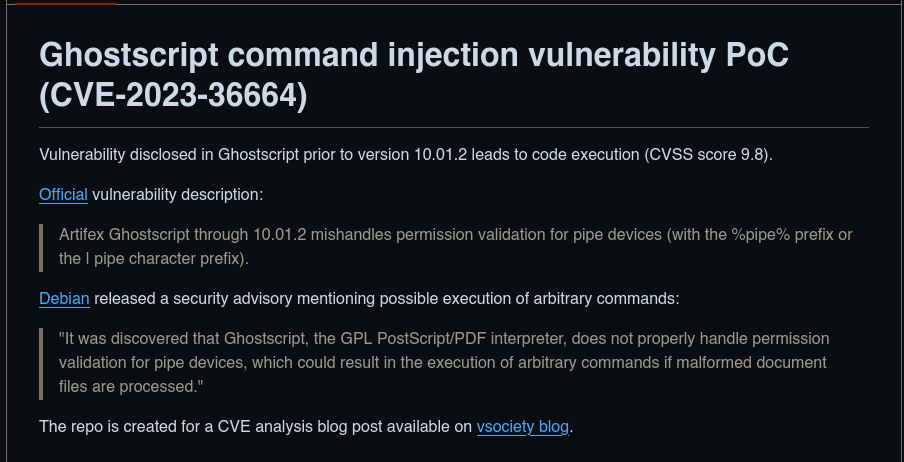 Ghostscript command injection vulnerability PoC
(CVE-2023-36664)
Vulnerability disclosed in Ghostscript prior to version 10.01.2 leads to code execution (CVSS score 9.8).
Official vulnerability description:
Artifex Ghostscript through 10.01.2 mishandles permission validation for pipe devices (with the %pipe% prefix or
the | pipe character prefix).
Debian released a security advisory mentioning possible execution of arbitrary commands:
"It was discovered that Ghostscript, the GPL PostScript/PDF interpreter, does not properly handle permission
validation for pipe devices, which could result in the execution of arbitrary commands if malformed document
files are processed."
The repo is created for a CVE analysis blog post available on vsociety blog.